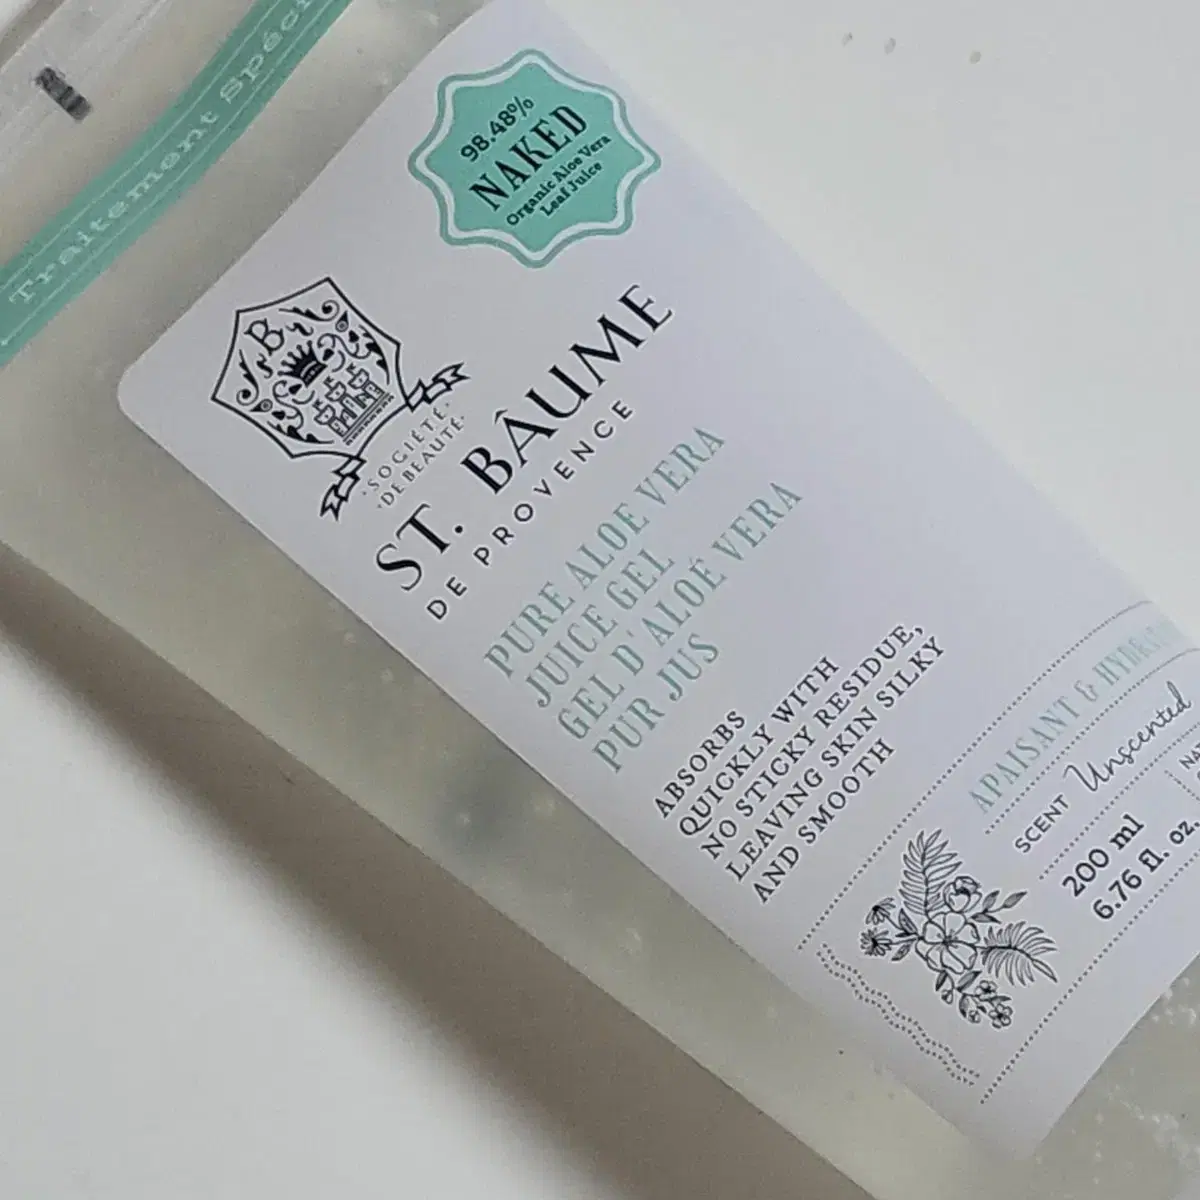 Traitement Spéci
98.48%
NAKED
Organic Aloe Vera
Leaf Juice
B
SOCIÉTÉ
DE BEAUTÉ
ST. BÂUME
DE PROVENCE
PURE ALOE VERA
JUICE GEL
GEL D'ALOÉ VERA
PUR JUS
ABSORBS
QUICKLY WITH
NO STICKY RESIDUE,
LEAVING SKIN SILKY
AND SMOOTH
APAISANT & HYDRA
SCENT Unscented
200 ml
6.76 fl. oz.
NA